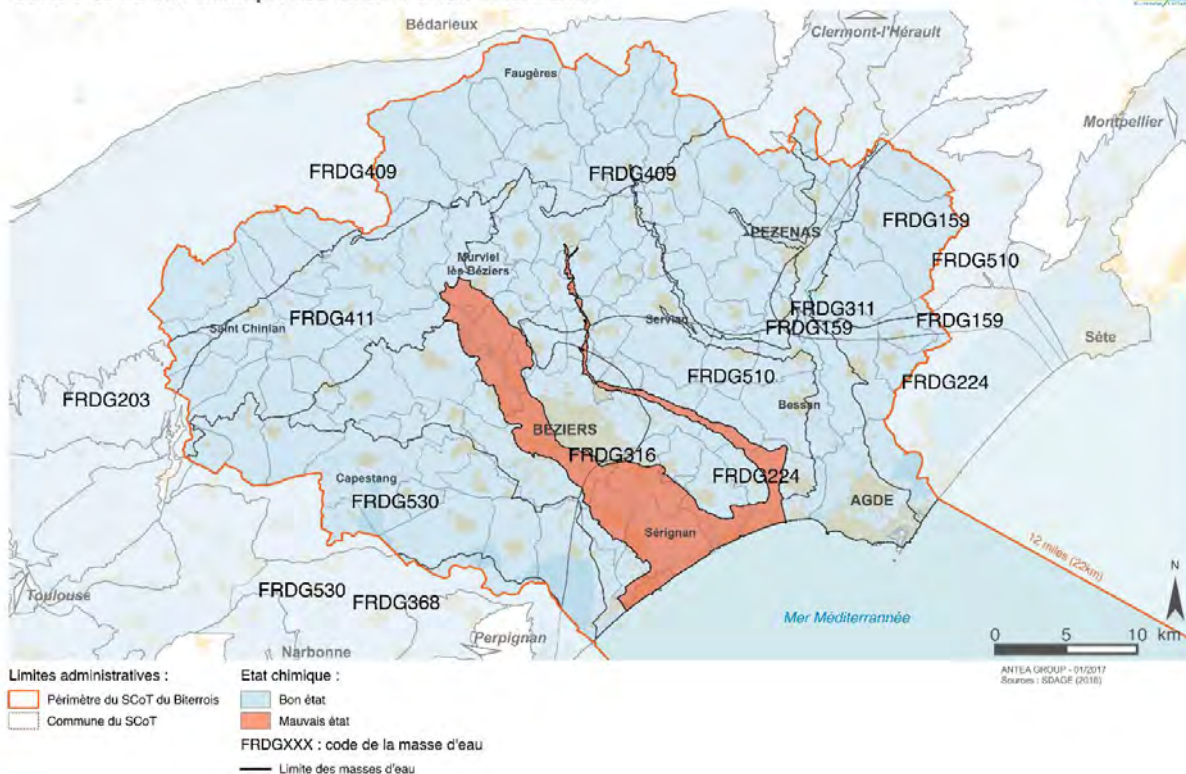 Bédarieux
Clermont-l'Hérault
Faugères
Montpellier
FRDG409
FRDG409
PEZENAS
FRDG159
Murviel
lès Béziers
FRDG510
Saint Chinian
FRDG411
Servian
FRDG311
FRDG159
FRDG159
Séte
FRDG203
FRDG510
FRDG224
Bessan
BÉZIERS
FRDG316
Capestang
FRDG530
FRDG224
AGDE
Sérignan
12 miles (22km)
N
Toulouse
FRDG530
FRDG368
Mer Méditerrannée
Perpignan
Narbonne
0 5 10 km
ANTEA GROUP - 01/2017
Sources : SDAGE (2016)
Limites administratives :
Périmètre du SCoT du Biterrois
Commune du SCoT
Etat chimique :
Bon état
Mauvais état
FRDGXXX : code de la masse d'eau
Limite des masses d'eau